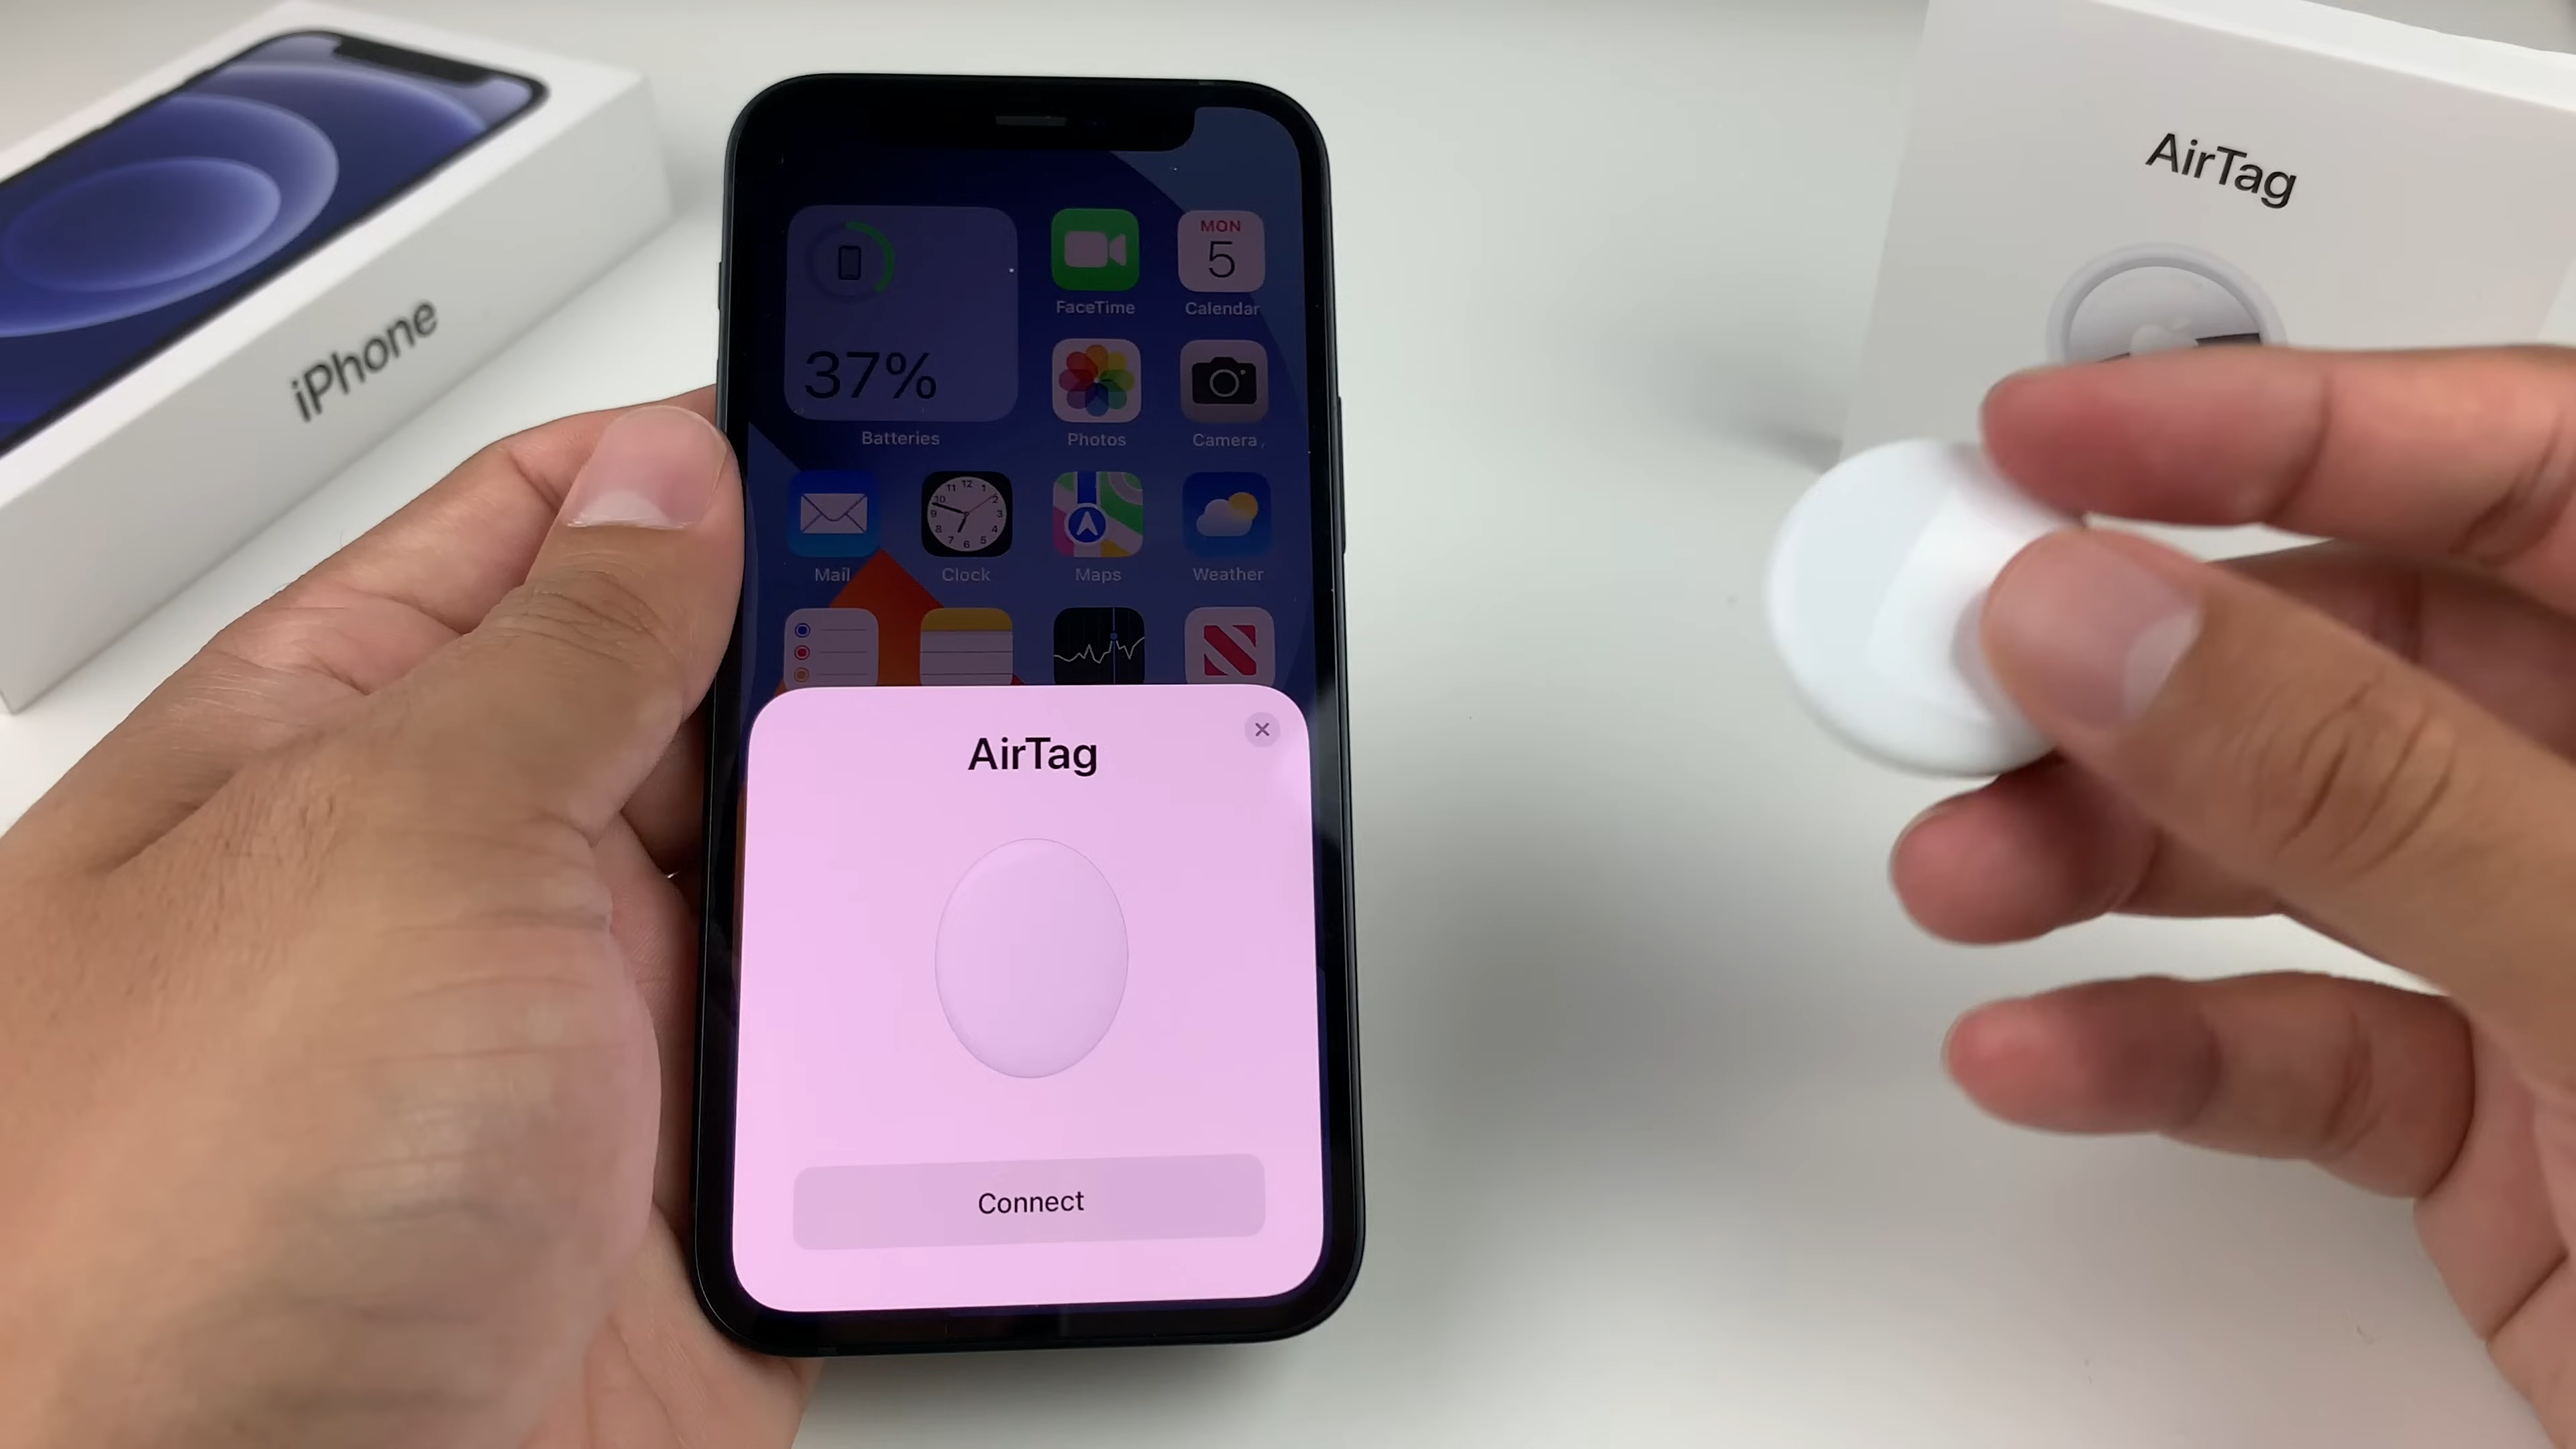 iPhone
AirTag
37%
Batteries
FaceTime
MON
5
Calendar
Photos
Camera
Mail
Clock
Maps
Weather
AirTag
Connect